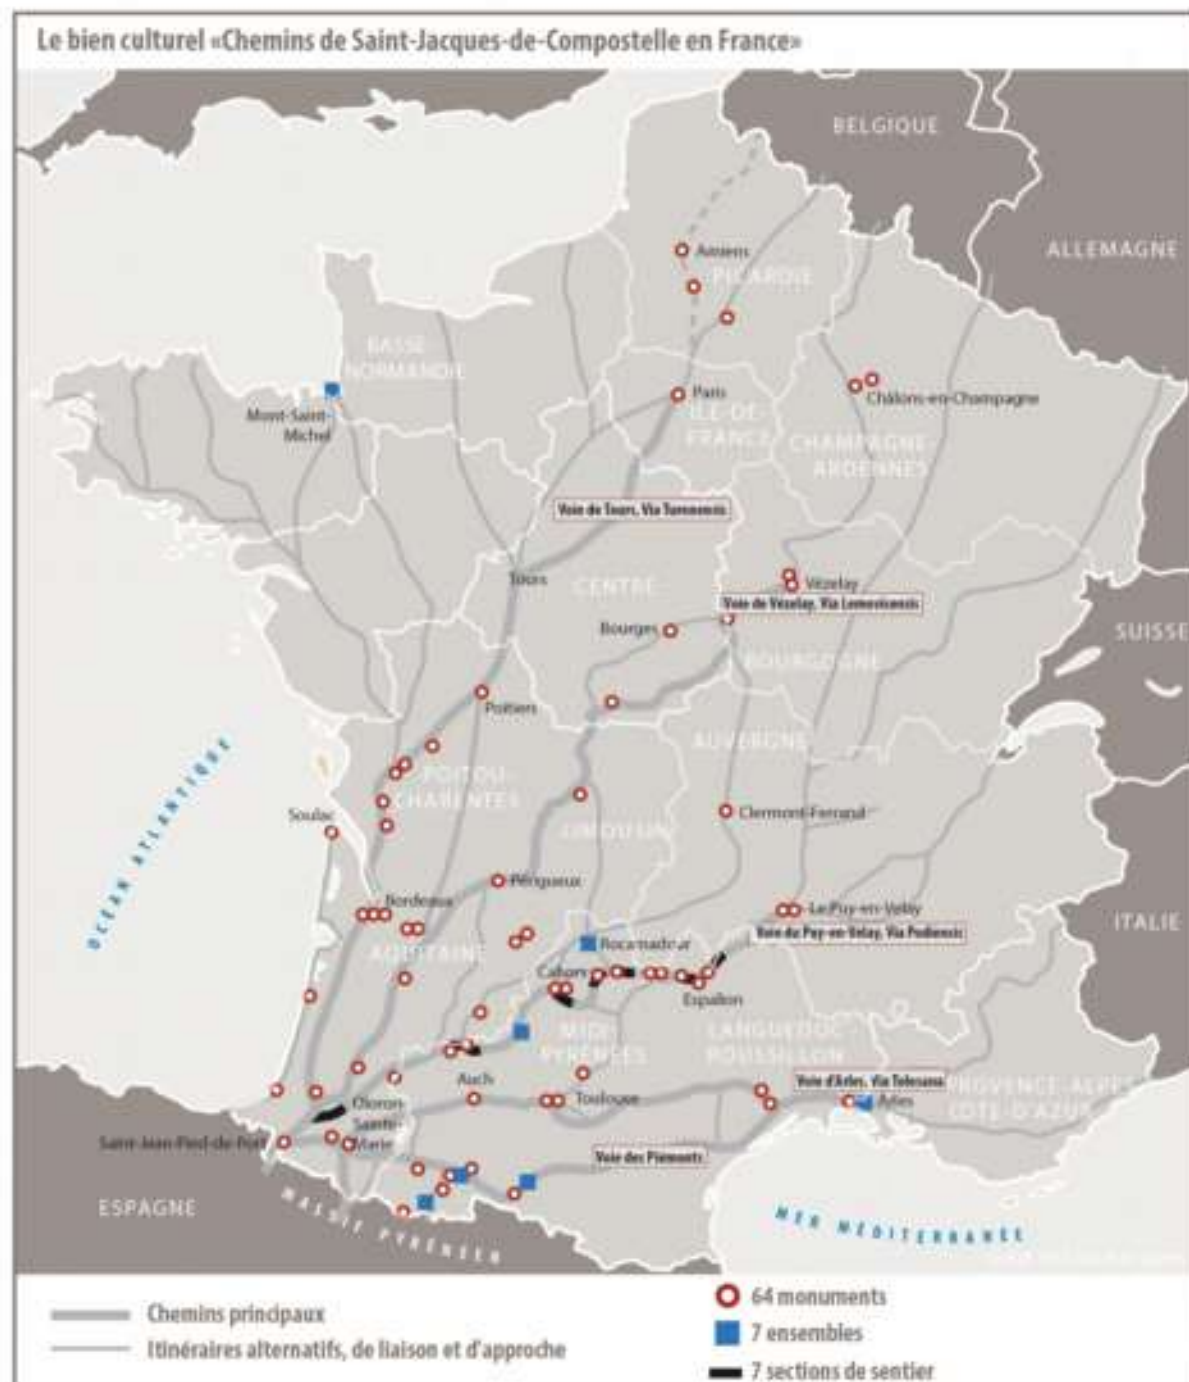 Le bien culturel «Chemins de Saint-Jacques-de-Compostelle en France»
BELGIQUE
ALLEMAGNE
Amiens
PICARDIE
BASSE
NORMANDIE
Mont-Saint-
Michel
Paris
ÎLE DE
FRANCE
Châlons-en-Champagne
CHAMPAGNE
ARDENNES
Voie de Tours, Via Turonensis
Tours
CENTRE
Vézelay
Voie de Vézelay, Via Lemovicensis
Bourges
BOURGOGNE
SUISSE
Poitiers
AUVERGNE
POITOU-
CHARENTES
OCÉAN ATLANTIQUE
Soulac
LIMOUSIN
Clermont-Ferrand
Périgueux
Bordeaux
Le Puy-en-Velay
ITALIE
Voie du Puy-en-Velay, Via Podiensis
AQUITAINE
Rocamadour
Cahors
Espalion
MIDI
PYRÉNÉES
LANGUEDOC
ROUSSILLON
Auch
Toulouse
Voie d'Arles, Via Tolosana
PROVENCE-ALPES
CÔTE-D'AZUR
Arles
Oloron
Sainte-
Marie
Saint-Jean-Pied-de-Port
Voie des Piemonts
ESPAGNE
MASSIF PYRÉNÉEN
MER MÉDITERRANÉE
Chemins principaux
Itinéraires alternatifs, de liaison et d'approche
64 monuments
7 ensembles
7 sections de sentier